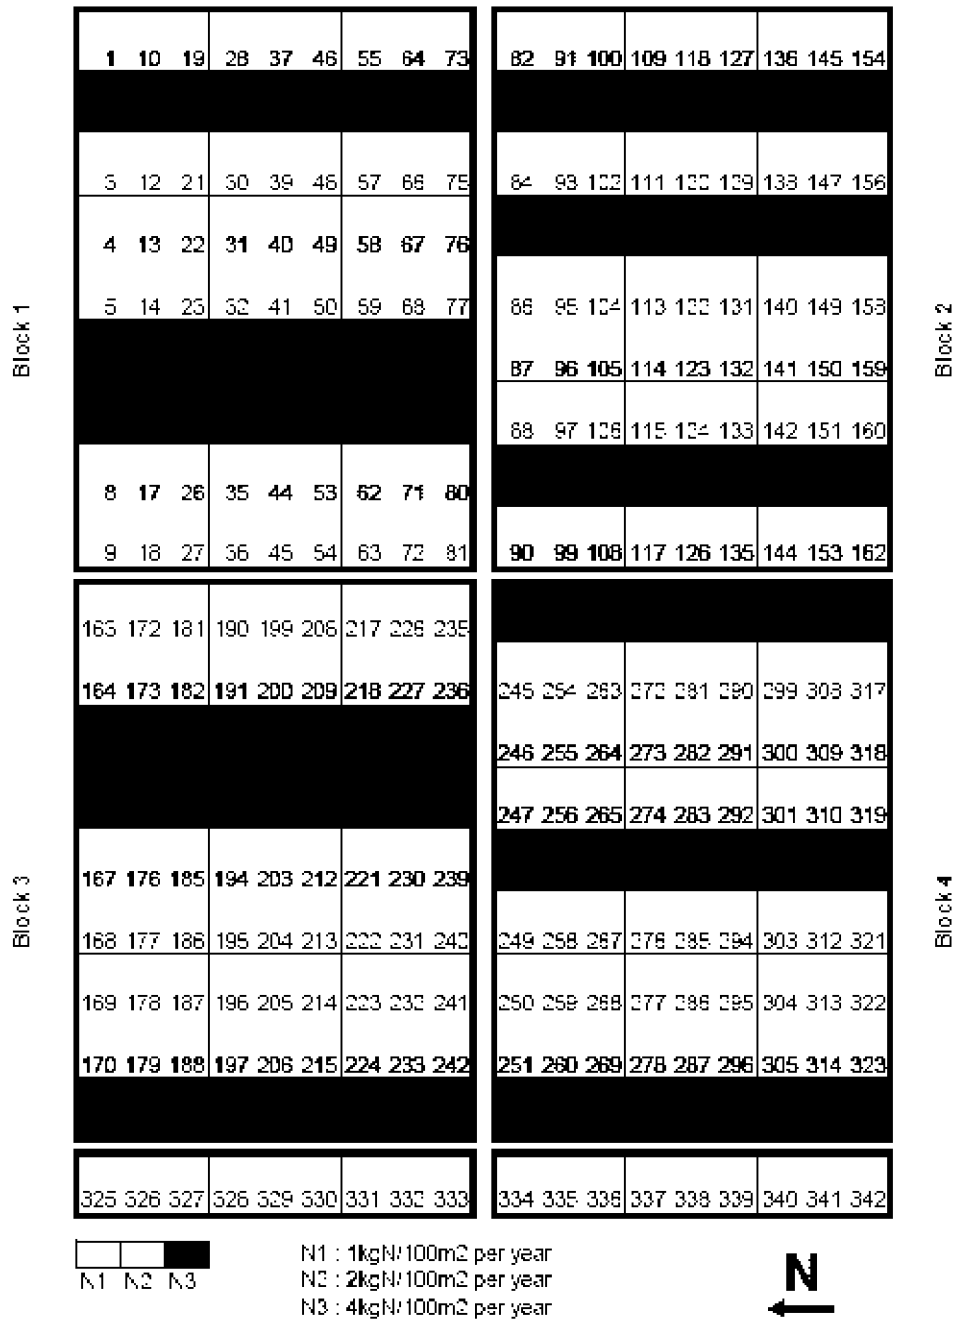 1 10 19 28 37 46 55 64 73 82 91 100 109 118 127 136 145 154
3 12 21 30 39 48 57 66 75 84 93 102 111 120 129 138 147 156
4 13 22 31 40 49 58 67 76
5 14 23 32 41 50 59 68 77 86 95 104 113 122 131 140 149 158
Block 1
Block 2
87 96 105 114 123 132 141 150 159
88 97 106 115 124 133 142 151 160
8 17 26 35 44 53 62 71 80
9 18 27 36 45 54 63 72 81 90 99 108 117 126 135 144 153 162
163 172 181 190 199 208 217 226 235
164 173 182 191 200 209 218 227 236 245 254 263 272 281 290 299 308 317
246 255 264 273 282 291 300 309 318
247 256 265 274 283 292 301 310 319
167 176 185 194 203 212 221 230 239
Block 3
Block 4
168 177 186 195 204 213 222 231 240 249 258 267 276 285 294 303 312 321
169 178 187 196 205 214 223 232 241 250 259 268 277 286 295 304 313 322
170 179 188 197 206 215 224 233 242 251 260 269 278 287 296 305 314 323
325 326 327 328 329 330 331 332 333 334 335 336 337 338 339 340 341 342
N1 N2 N3
N1 : 1kgN/100m2 per year
N2 : 2kgN/100m2 per year
N3 : 4kgN/100m2 per year
N